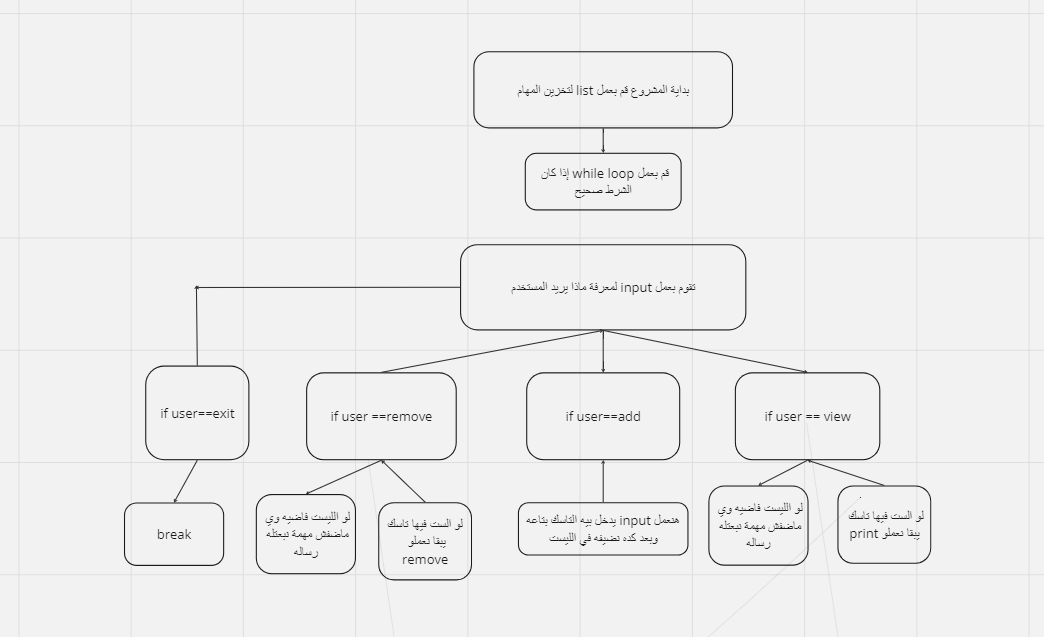 بداية المشروع قم بعمل list لتخزين المهام
قم بعمل while loop إذا كان
الشرط صحيح
تقوم بعمل input لمعرفة ماذا يريد المستخدم
if user==exit
if user ==remove
if user==add
if user == view
break
لو الليست فاضيه وي
ماضفش مهمة نبعتله
رساله
لو الست فيها تاسك
يبقا نعملو
remove
هنعمل input يدخل بيه التاسك بتاعه
وبعد كده نضيفه في الليست
لو الليست فاضيه وي
ماضفش مهمة نبعتله
رساله
لو الست فيها تاسك
يبقا نعملو print